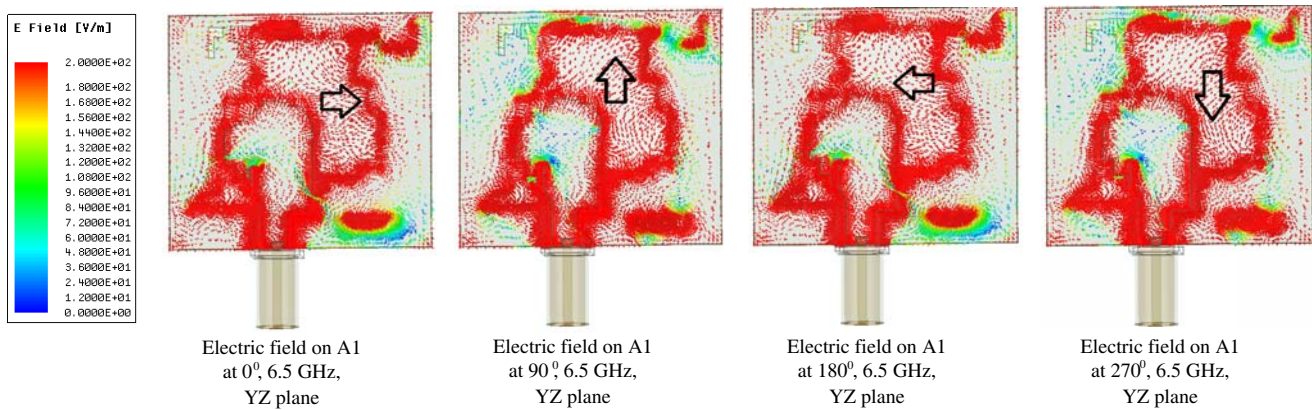 E Field [V/m]
2.0000E+02
1.8000E+02
1.6800E+02
1.5600E+02
1.4400E+02
1.3200E+02
1.2000E+02
1.0800E+02
9.6000E+01
8.4000E+01
7.2000E+01
6.0000E+01
4.8000E+01
3.6000E+01
2.4000E+01
1.2000E+01
0.0000E+00
Electric field on A1
at 0⁰, 6.5 GHz,
YZ plane
Electric field on A1
at 90⁰, 6.5 GHz,
YZ plane
Electric field on A1
at 180⁰, 6.5 GHz,
YZ plane
Electric field on A1
at 270⁰, 6.5 GHz,
YZ plane